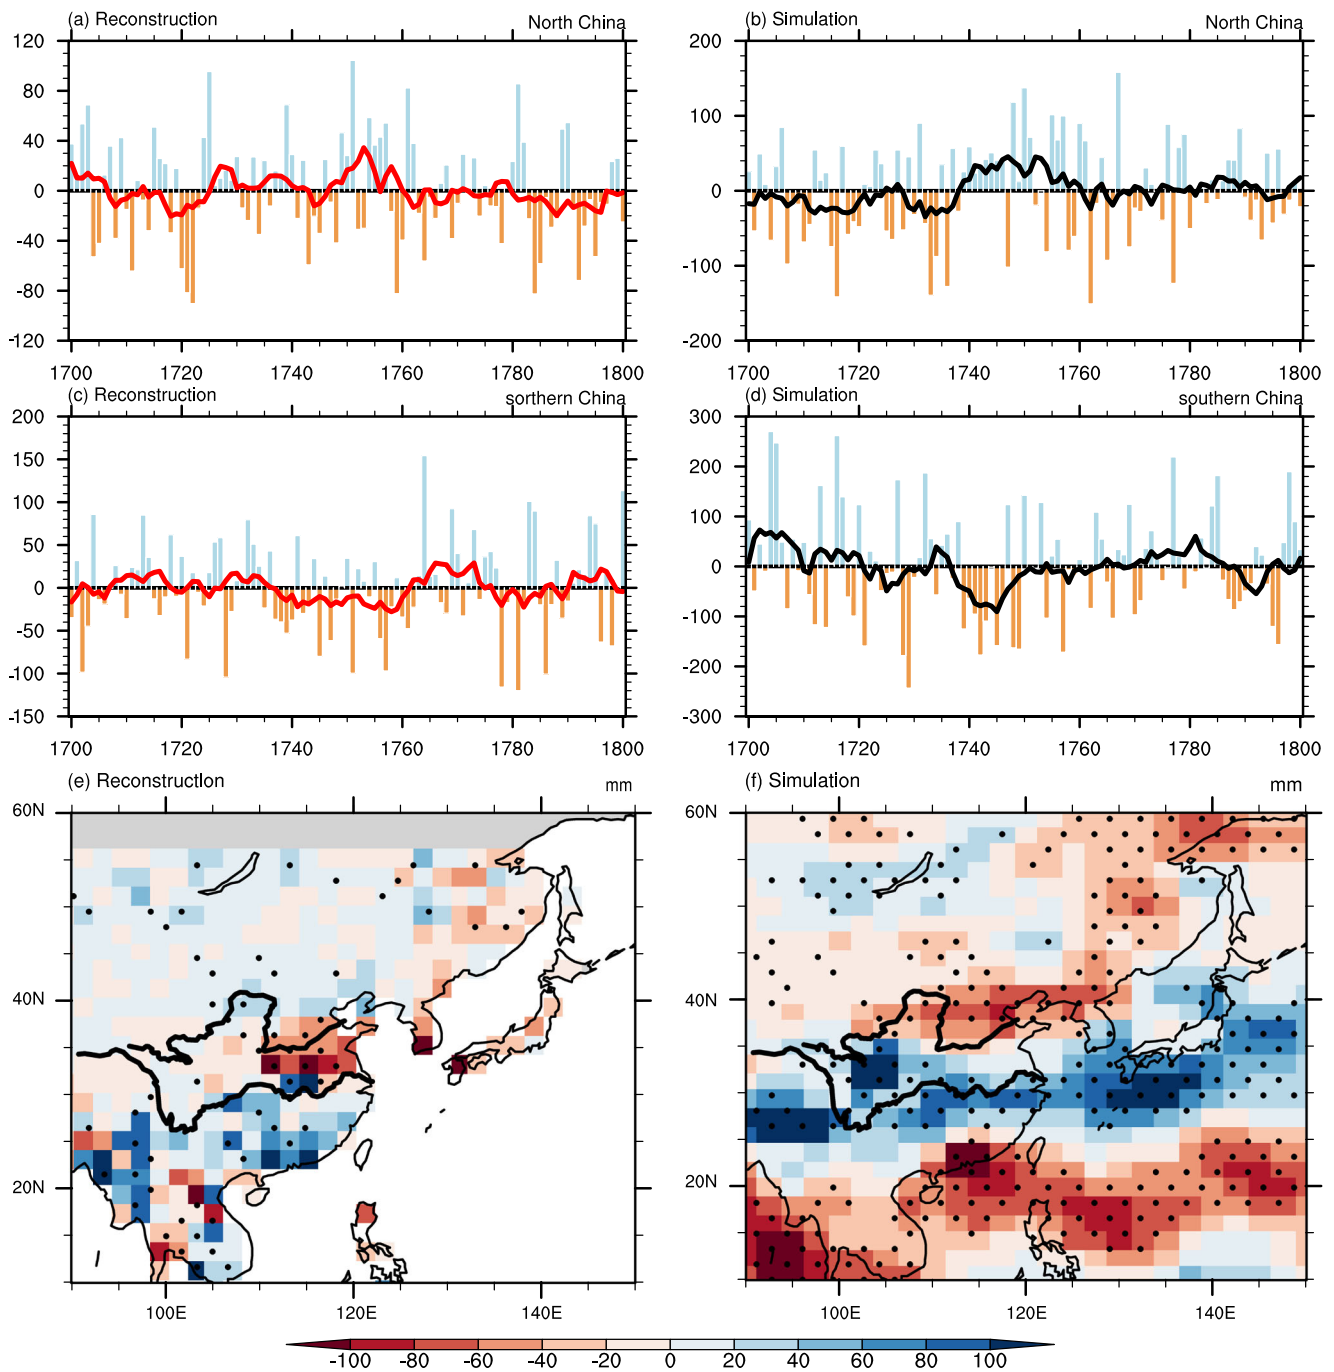 (a) Reconstruction North China
120
80
40
0
-40
-80
-120
1700 1720 1740 1760 1780 1800
(b) Simulation North China
200
100
0
-100
-200
1700 1720 1740 1760 1780 1800
(c) Reconstruction sorthern China
200
150
100
50
0
-50
-100
-150
1700 1720 1740 1760 1780 1800
(d) Simulation southern China
300
200
100
0
-100
-200
-300
1700 1720 1740 1760 1780 1800
(e) Reconstruction mm
60N
40N
20N
100E 120E 140E
(f) Simulation mm
60N
40N
20N
100E 120E 140E
-100 -80 -60 -40 -20 0 20 40 60 80 100